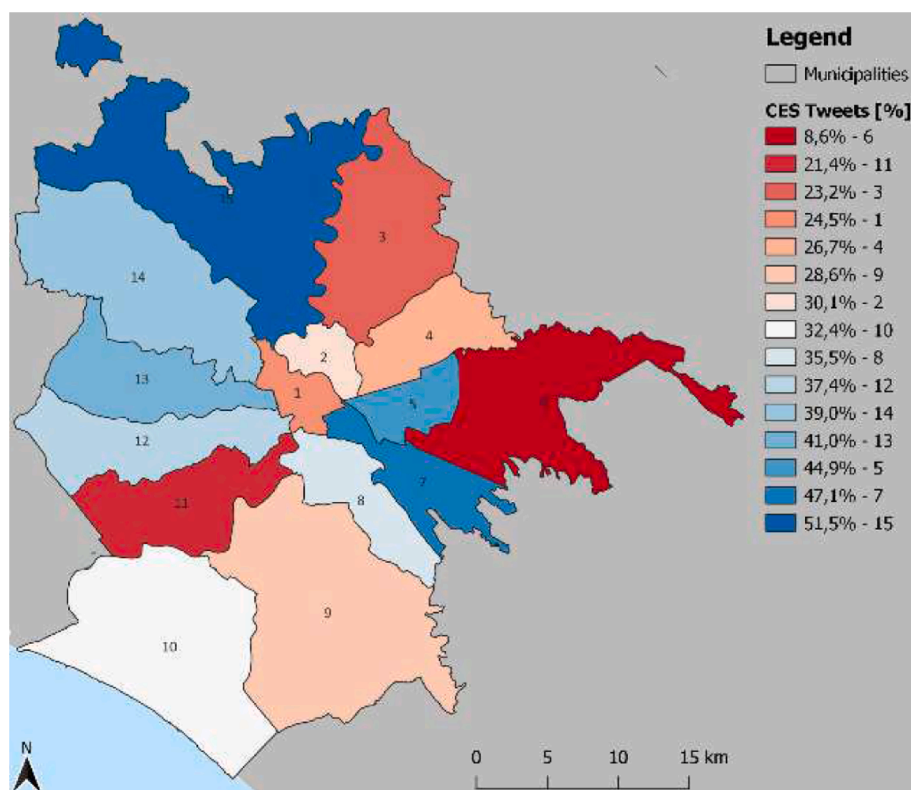 Legend
Municipalities
CES Tweets [%]
8,6% - 6
21,4% - 11
23,2% - 3
24,5% - 1
26,7% - 4
28,6% - 9
30,1% - 2
32,4% - 10
35,5% - 8
37,4% - 12
39,0% - 14
41,0% - 13
44,9% - 5
47,1% - 7
51,5% - 15
15
3
14
4
2
13
1
5
6
12
7
11
8
9
10
N
0 5 10 15 km